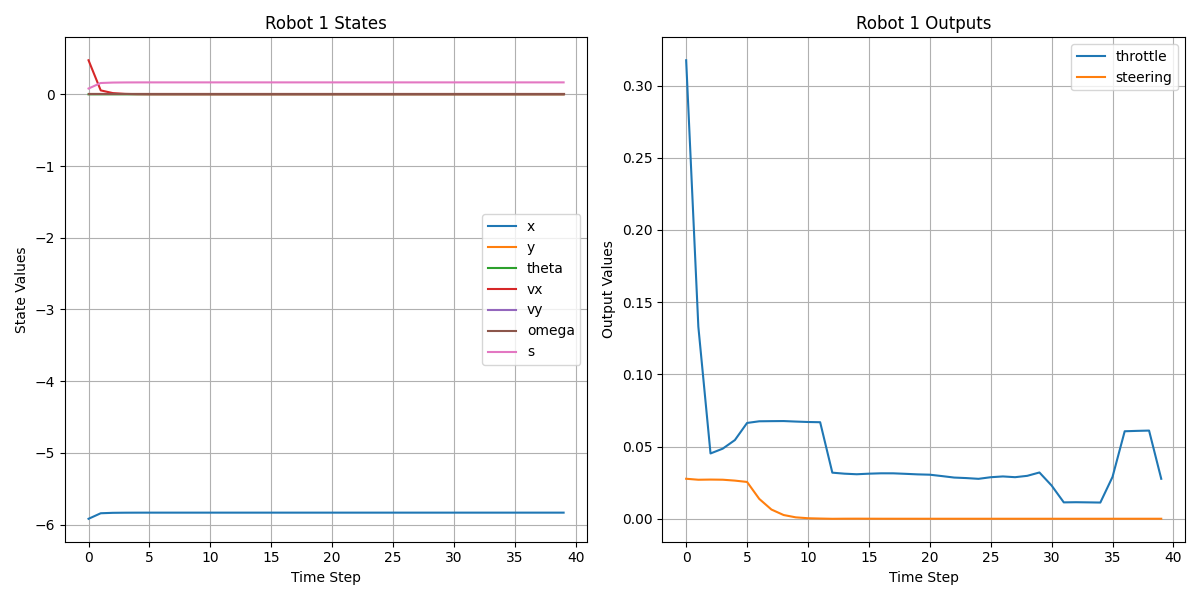 Robot 1 States
State Values
0
−1
−2
−3
−4
−5
−6
0 5 10 15 20 25 30 35 40
Time Step
x
y
theta
vx
vy
omega
s
Robot 1 Outputs
Output Values
0.30
0.25
0.20
0.15
0.10
0.05
0.00
0 5 10 15 20 25 30 35 40
Time Step
throttle
steering